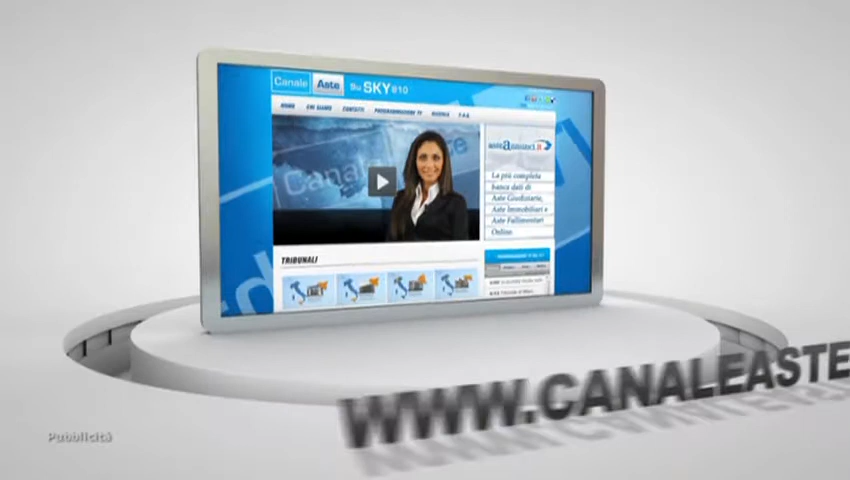 Canale Aste Su SKY 810
HOME CHI SIAMO CONTATTI PROGRAMMAZIONE TV RICERCA F.A.Q.
Canale
asteAnnunci.it
La più completa
banca dati di
Aste Giudiziarie,
Aste Immobiliari e
Aste Fallimentari
Online
TRIBUNALI
WWW.CANALEASTE
Pubblicità